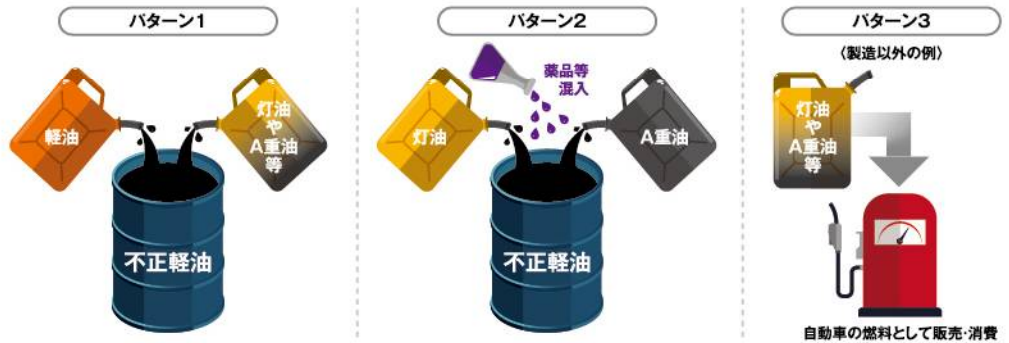 パターン1
軽油
灯油
や
A重油
等
不正軽油
パターン2
薬品等
混入
灯油
A重油
不正軽油
パターン3
〈製造以外の例〉
灯油
や
A重油
等
自動車の燃料として販売・消費